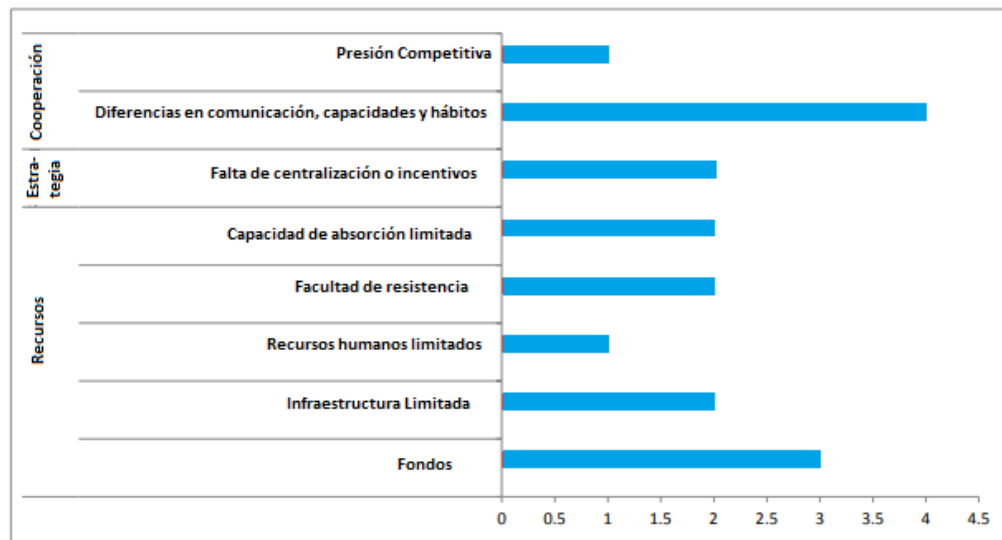 Cooperación
Presión Competitiva
Diferencias en comunicación, capacidades y hábitos
Estra-
tegia
Falta de centralización o incentivos
Recursos
Capacidad de absorción limitada
Facultad de resistencia
Recursos humanos limitados
Infraestructura Limitada
Fondos
0 0.5 1 1.5 2 2.5 3 3.5 4 4.5